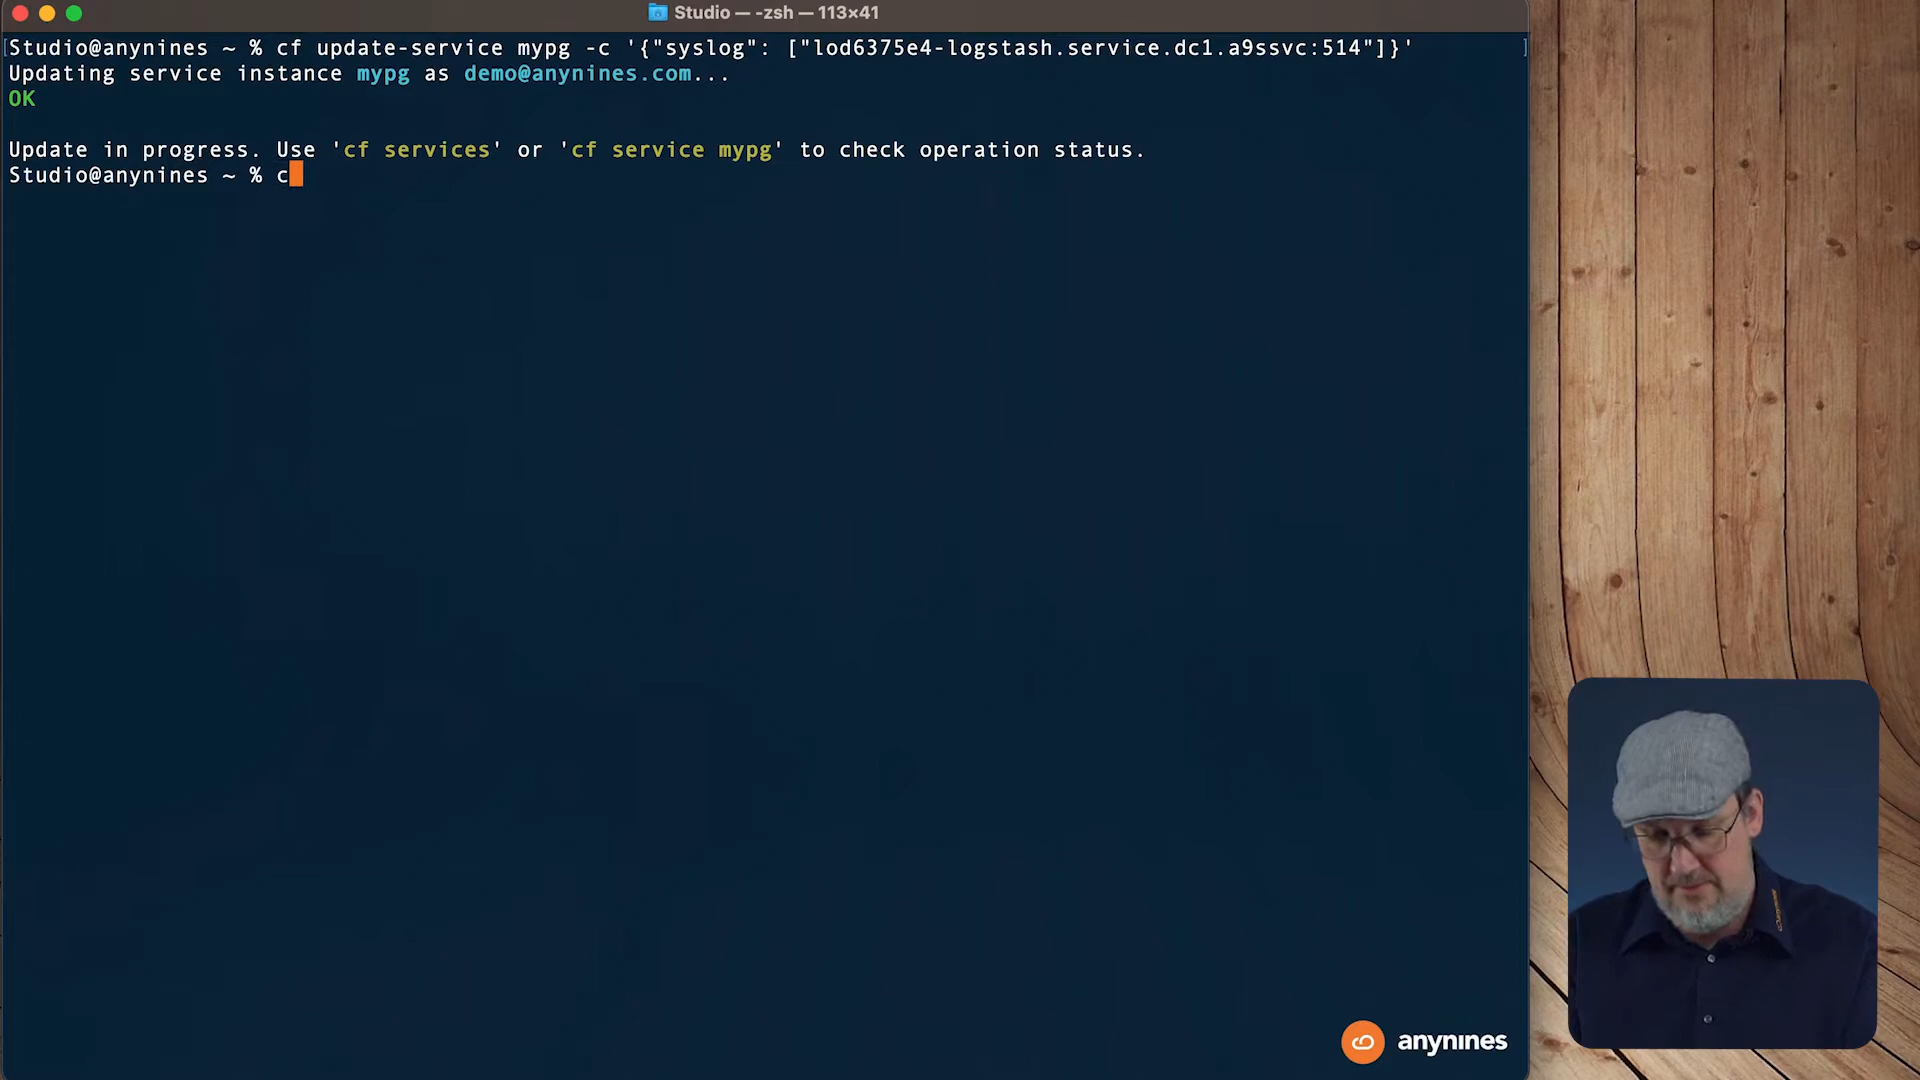 Studio — -zsh — 113×41
Studio@anynines ~ % cf update-service mypg -c '{"syslog": ["lod6375e4-logstash.service.dc1.a9ssvc:514"]}'
Updating service instance mypg as demo@anynines.com...
OK
Update in progress. Use 'cf services' or 'cf service mypg' to check operation status.
Studio@anynines ~ % c
anynines